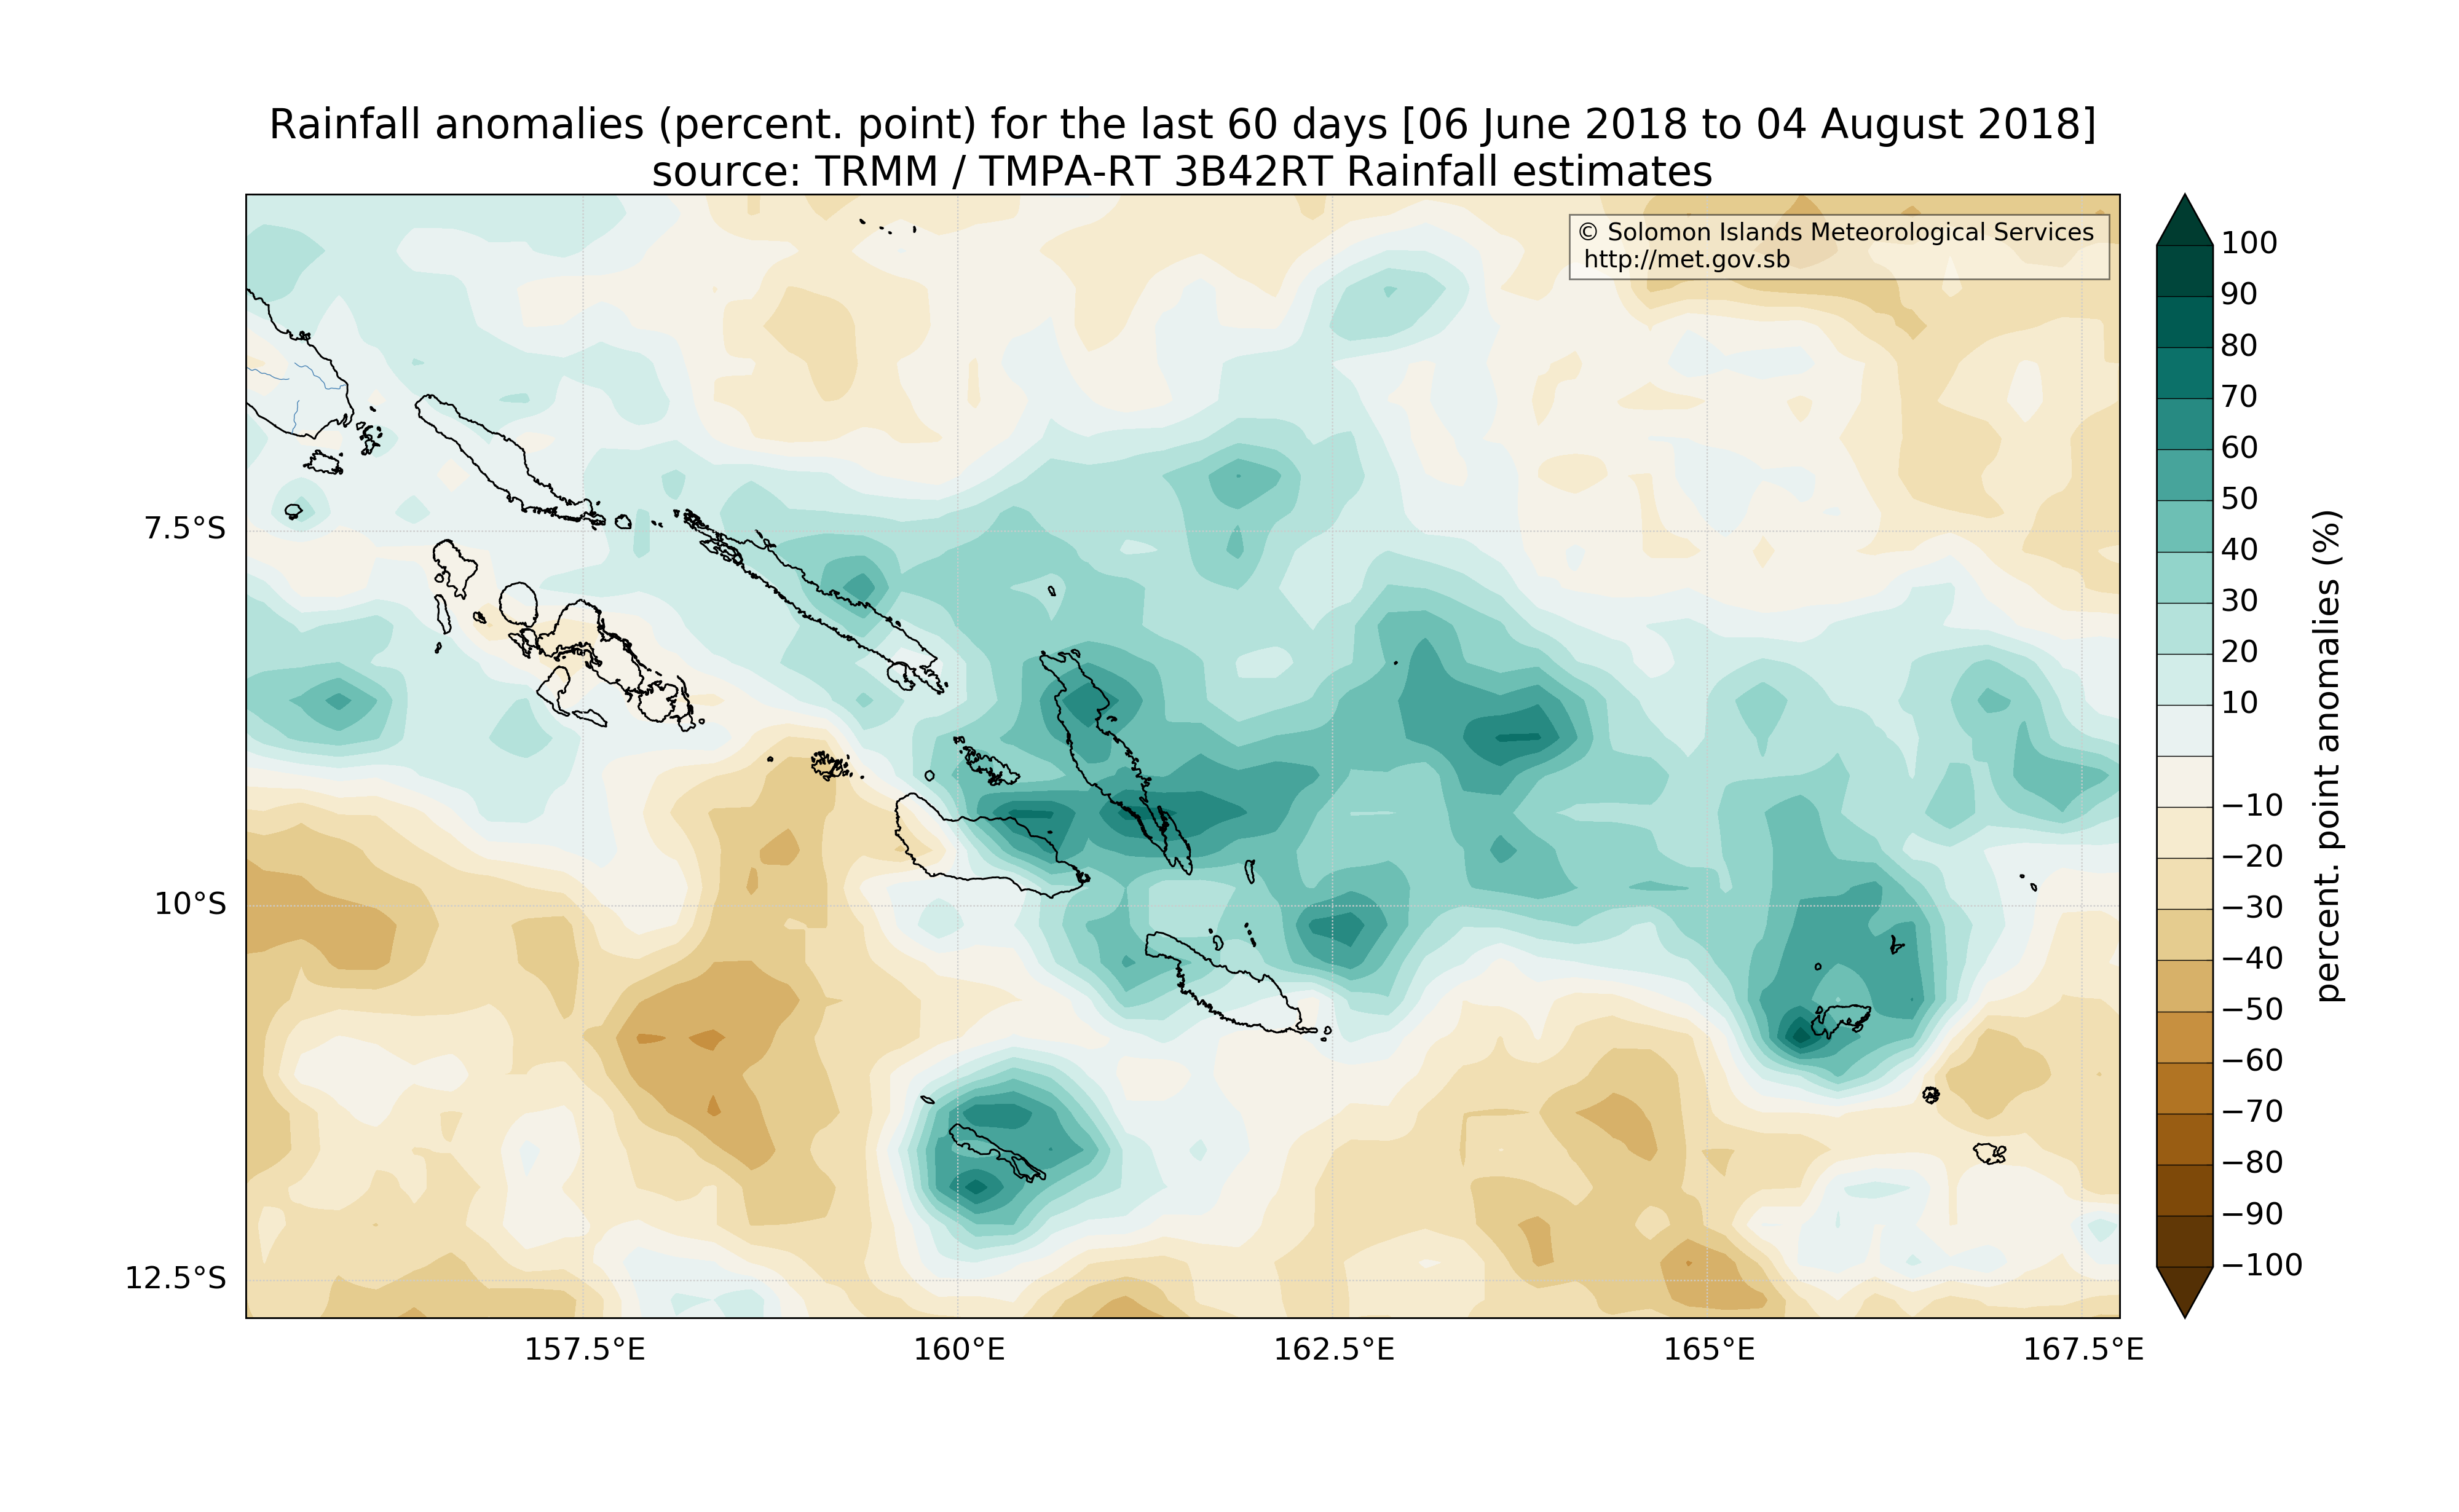 Rainfall anomalies (percent. point) for the last 60 days [06 June 2018 to 04 August 2018]
source: TRMM / TMPA-RT 3B42RT Rainfall estimates
© Solomon Islands Meteorological Services
http://met.gov.sb
7.5°S
10°S
12.5°S
157.5°E
160°E
162.5°E
165°E
167.5°E
100
90
80
70
60
50
40
30
20
10
−10
−20
−30
−40
−50
−60
−70
−80
−90
−100
percent. point anomalies (%)